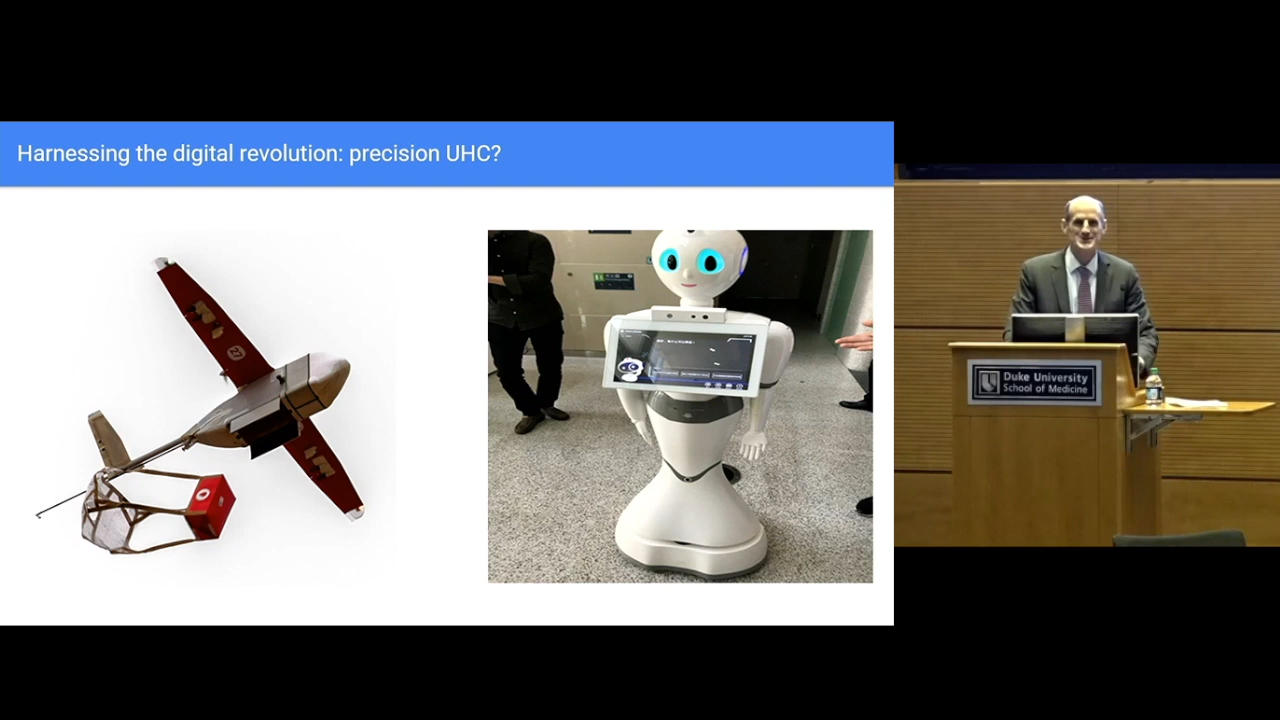 Harnessing the digital revolution: precision UHC?
Duke University
School of Medicine